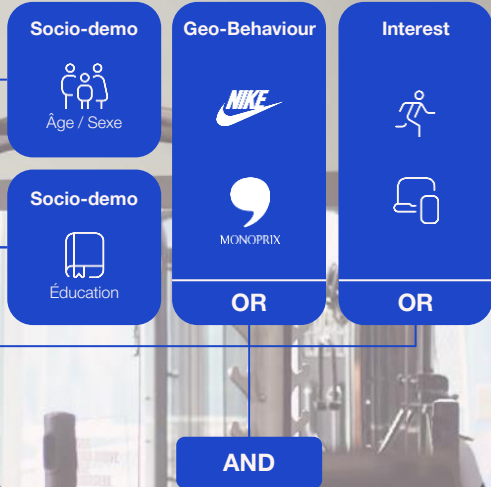 Socio-demo
Âge / Sexe
Socio-demo
Éducation
Geo-Behaviour
NIKE
MONOPRIX
OR
Interest
OR
AND